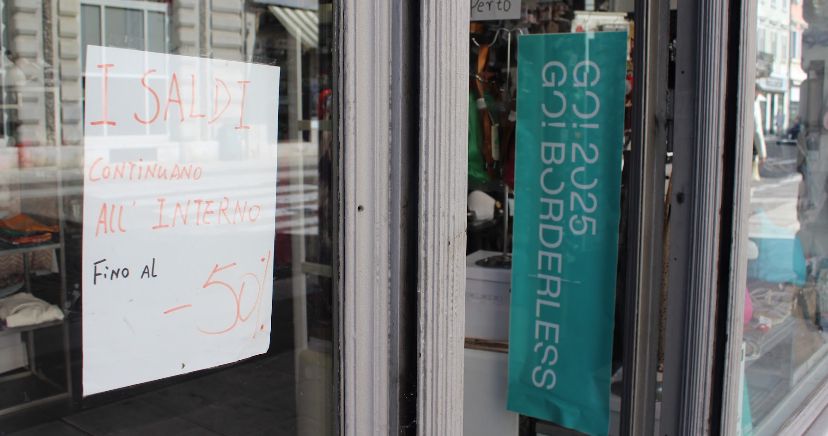 I SALDI
CONTINUANO
ALL' INTERNO
FINO AL
-50%
GO! 2025
GO! BORDERLESS